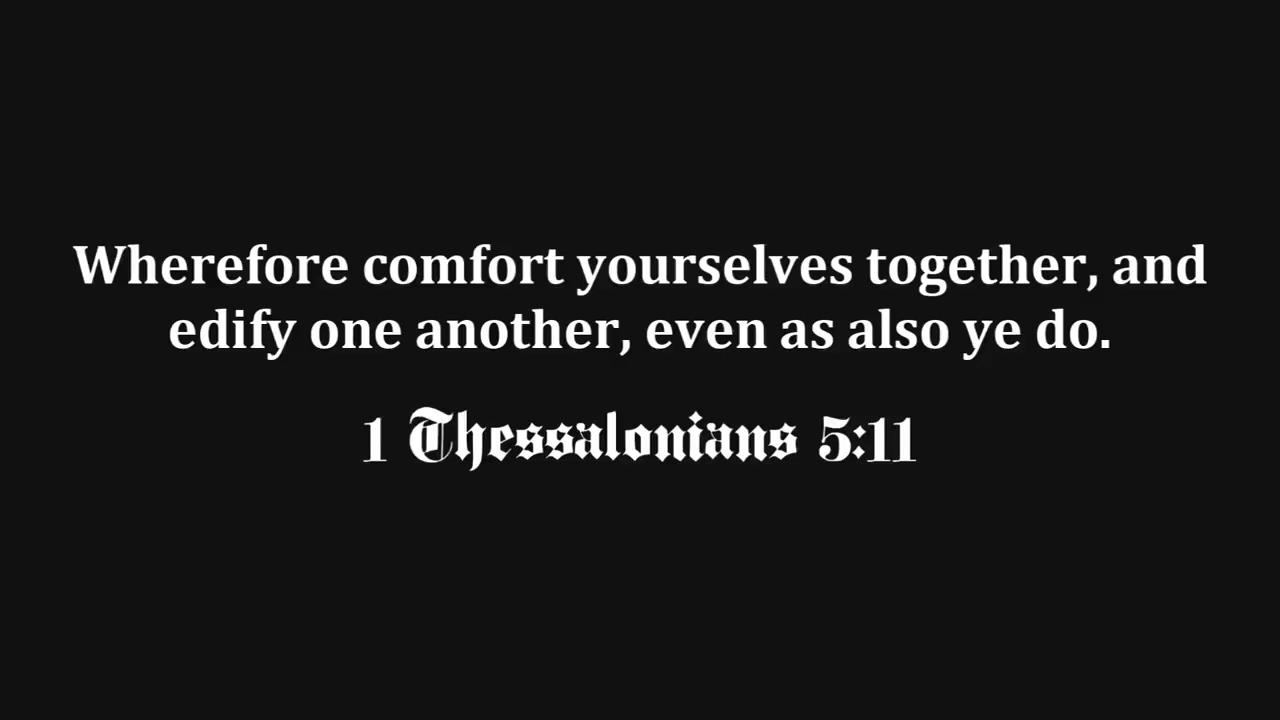 Wherefore comfort yourselves together, and
edify one another, even as also ye do.
1 Thessalonians 5:11